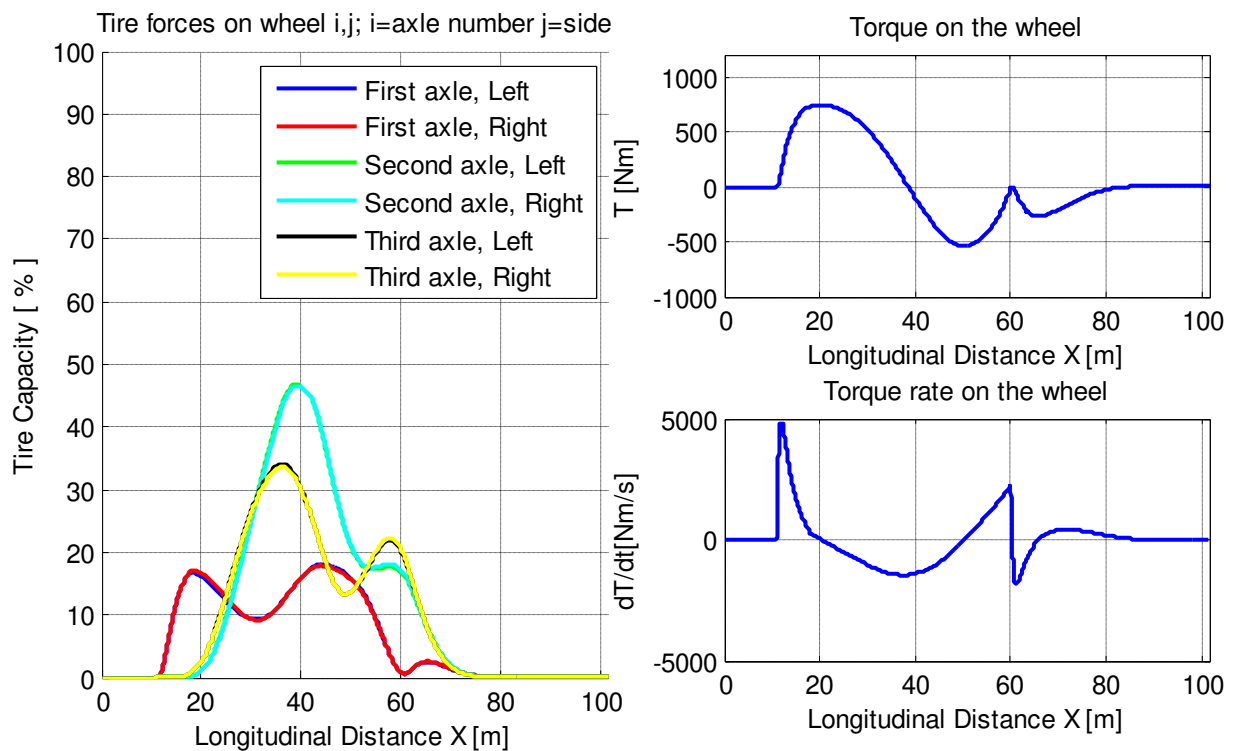 Tire forces on wheel i,j; i=axle number j=side
100
90
80
70
60
50
40
30
20
10
0
Tire Capacity [ % ]
First axle, Left
First axle, Right
Second axle, Left
Second axle, Right
Third axle, Left
Third axle, Right
0 20 40 60 80 100
Longitudinal Distance X [m]
Torque on the wheel
1000
500
0
-500
-1000
T [Nm]
0 20 40 60 80 100
Longitudinal Distance X [m]
Torque rate on the wheel
5000
0
-5000
dT/dt[Nm/s]
0 20 40 60 80 100
Longitudinal Distance X [m]